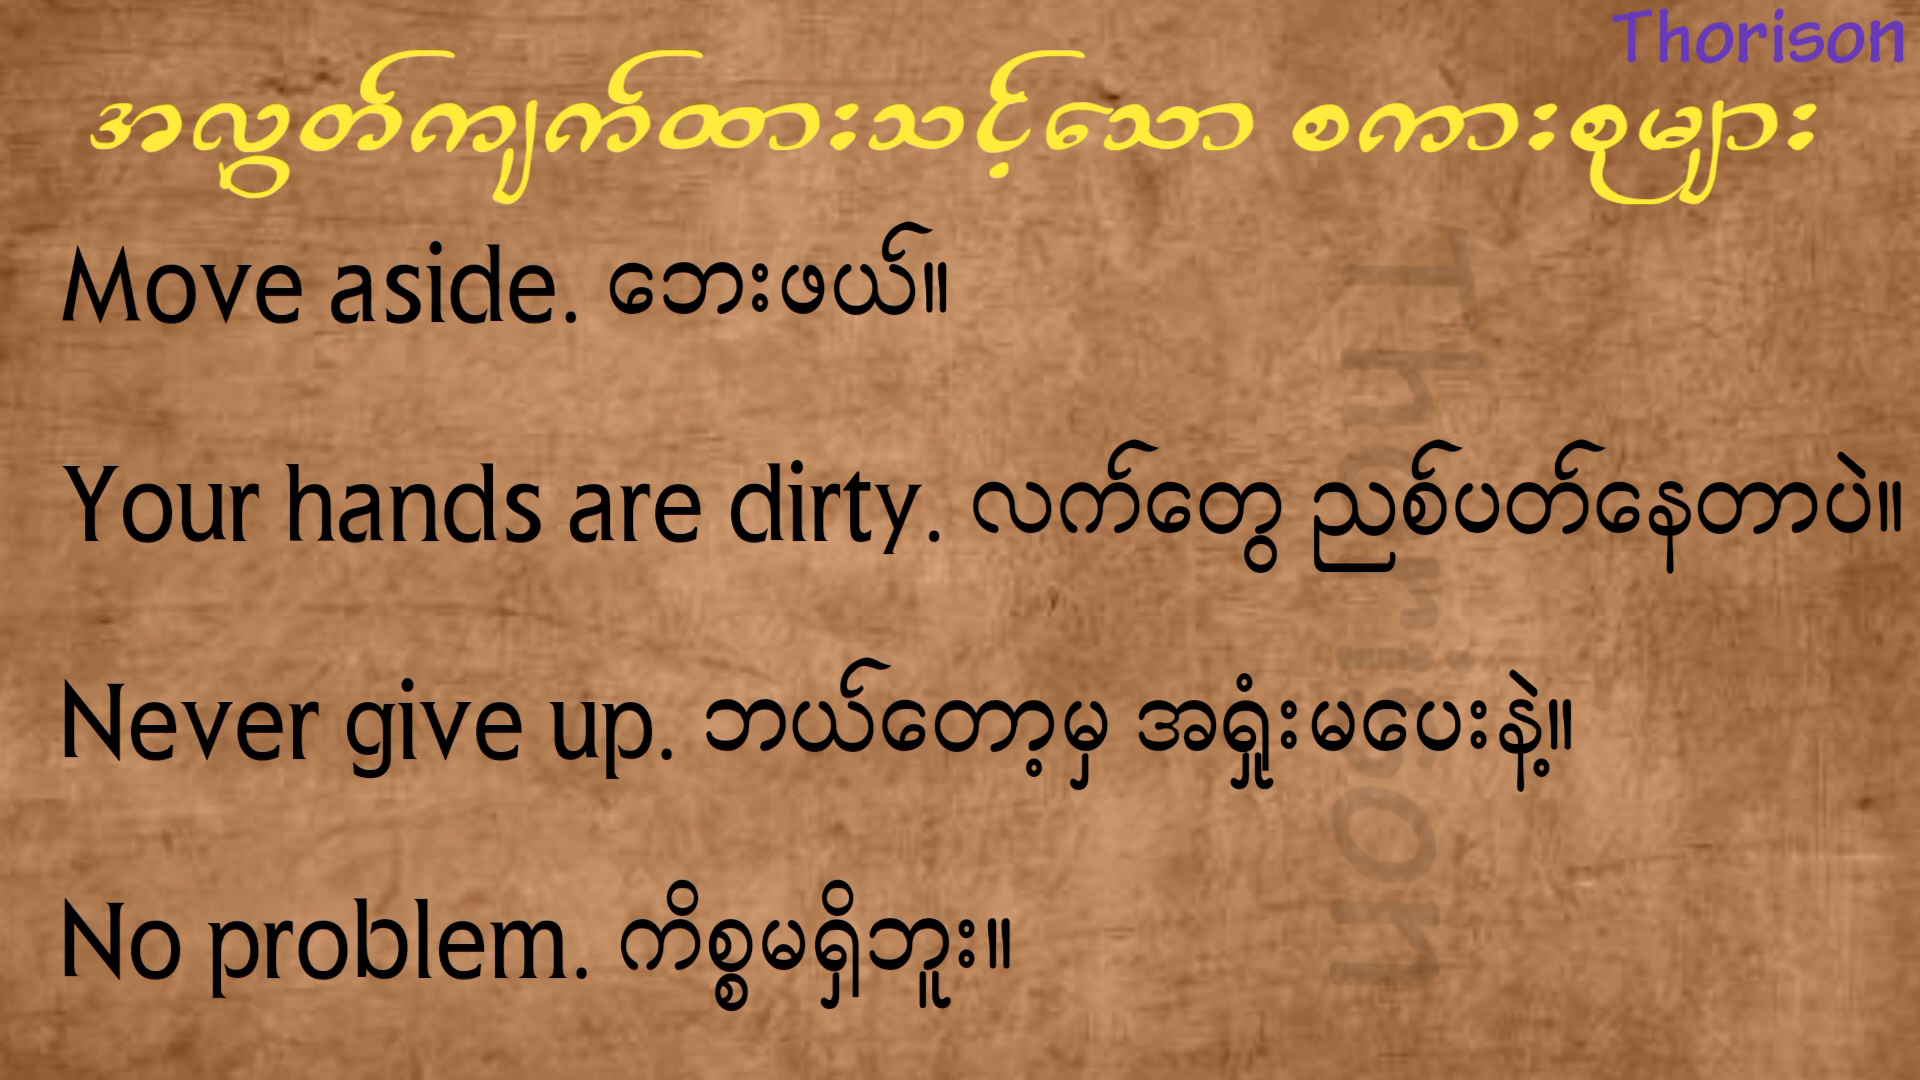 Thorison
အလွတ်ကျက်ထားသင့်သော စကားစုများ
Move aside. ဘေးဖယ်။
Your hands are dirty. လက်တွေ ညစ်ပတ်နေတာပဲ။
Never give up. ဘယ်တော့မှ အရှုံးမပေးနဲ့။
No problem. ကိစ္စမရှိဘူး။
Thorison